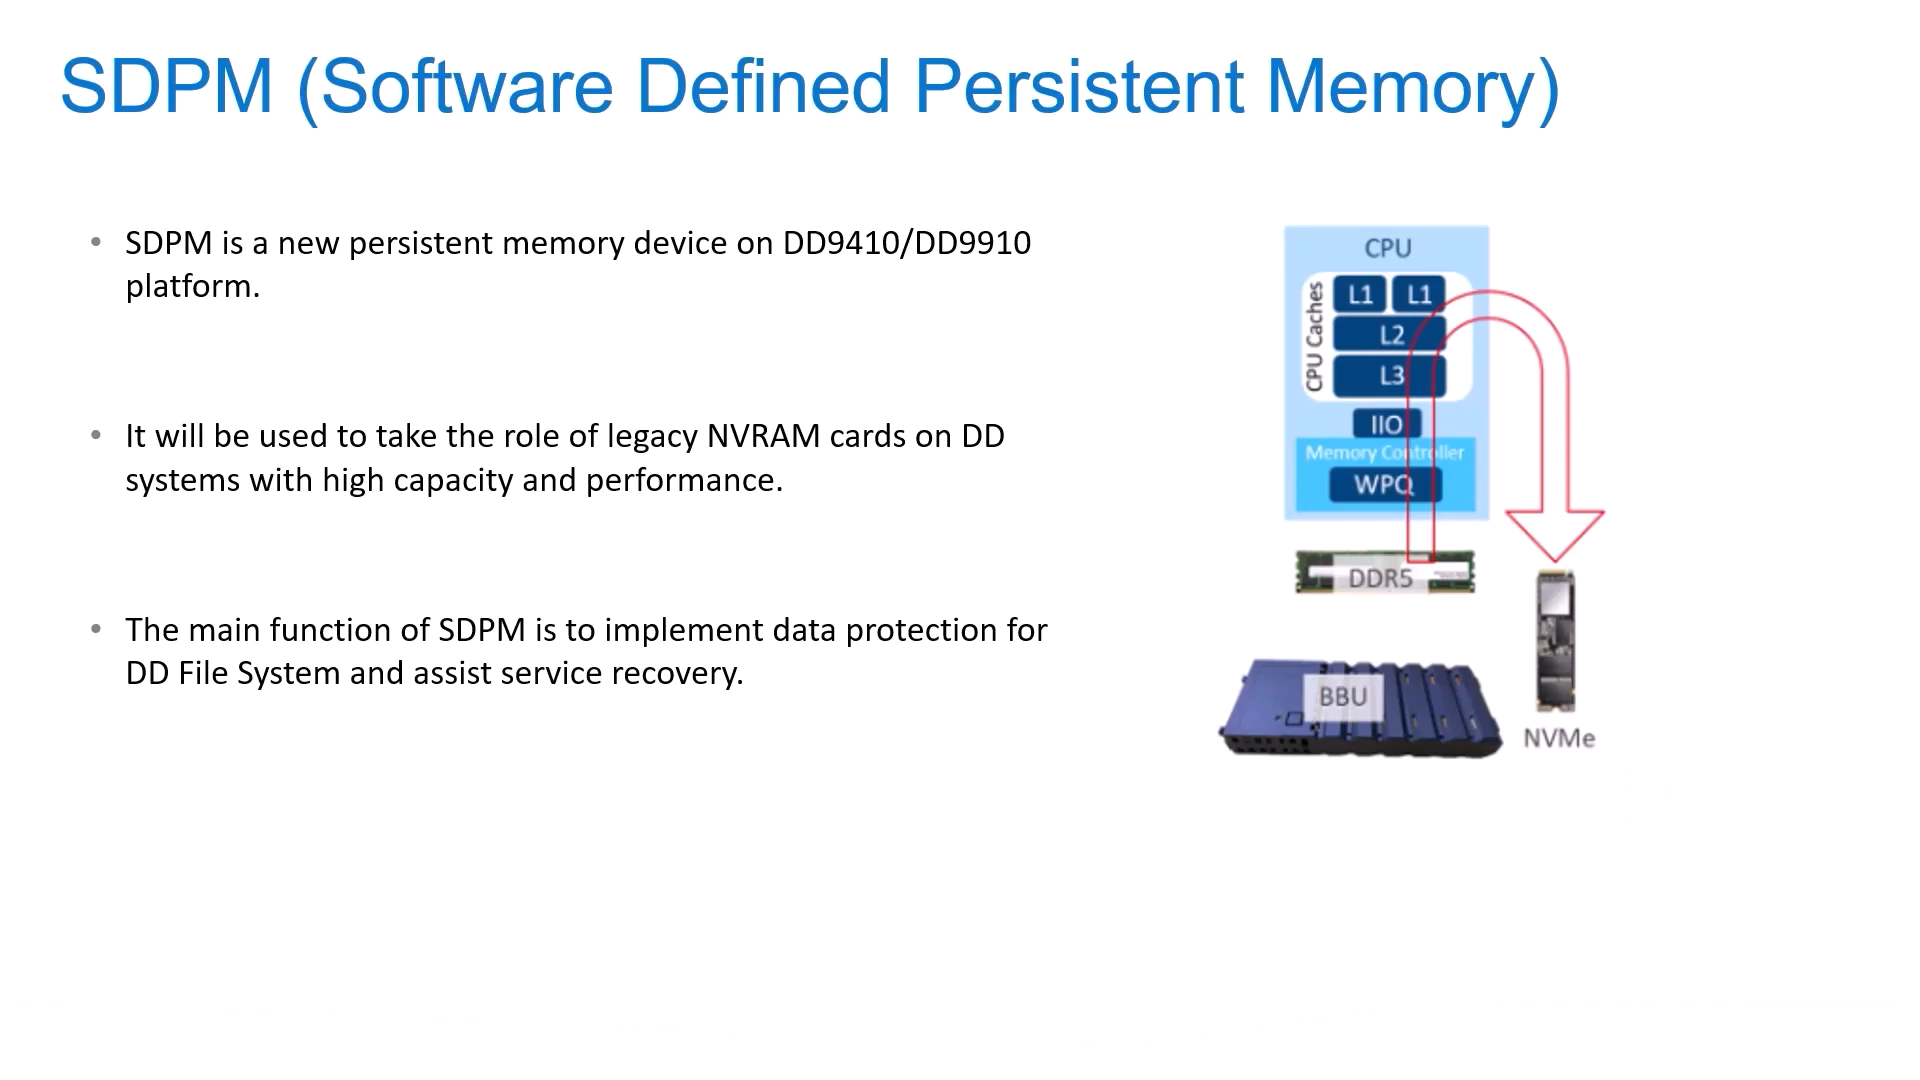 SDPM (Software Defined Persistent Memory)
• SDPM is a new persistent memory device on DD9410/DD9910
platform.
• It will be used to take the role of legacy NVRAM cards on DD
systems with high capacity and performance.
• The main function of SDPM is to implement data protection for
DD File System and assist service recovery.
CPU
CPU Caches
L1 L1
L2
L3
IIO
Memory Controller
WPQ
DDR5
BBU
NVMe